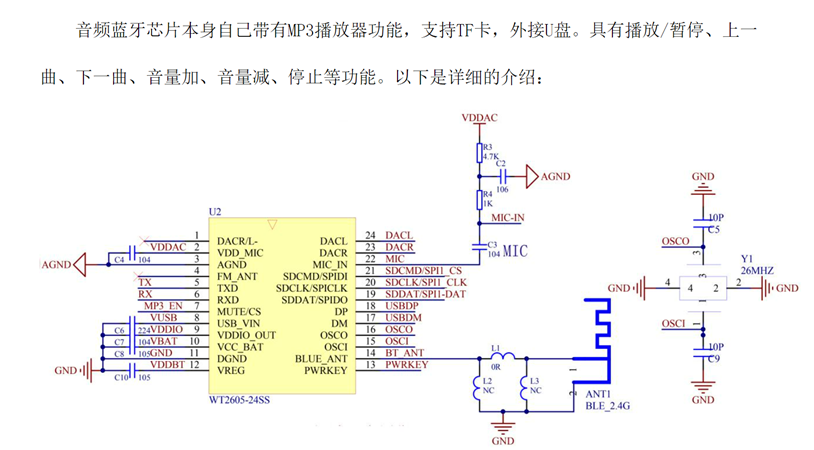 音频蓝牙芯片本身自己带有MP3播放器功能，支持TF卡，外接U盘。具有播放/暂停、上一
曲、下一曲、音量加、音量减、停止等功能。以下是详细的介绍：
VDDAC
R3
4.7K
C2
106
AGND
R4
1K
MIC-IN
C3
104 MIC
U2
1 DACR/L-
VDDAC 2 VDD_MIC
3 AGND
4 FM_ANT
TX 5 TXD
RX 6 RXD
MP3_EN 7 MUTE/CS
VUSB 8 USB_VIN
VDDIO 9 VDDIO_OUT
VBAT 10 VCC_BAT
GND 11 DGND
VDDBT 12 VREG
AGND
C4 104
C6 224
C7 104
C8 105
C10 105
GND
DACL 24 DACL
DACR 23 DACR
MIC_IN 22 MIC
SDCMD/SPIDI 21 SDCMD/SPI1_CS
SDCLK/SPICLK 20 SDCLK/SPI1_CLK
SDDAT/SPIDO 19 SDDAT/SPI1-DAT
DP 18 USBDP
DM 17 USBDM
OSCO 16 OSCO
OSCI 15 OSCI
BLUE_ANT 14 BT_ANT
PWRKEY 13 PWRKEY
WT2605-24SS
L1
0R
L2
NC
L3
NC
GND
1
2
ANT1
BLE_2.4G
GND
10P
C5
OSCO
3
Y1
26MHZ
GND 4 4 3 2 2 GND
1
OSCI
1
10P
C9
GND